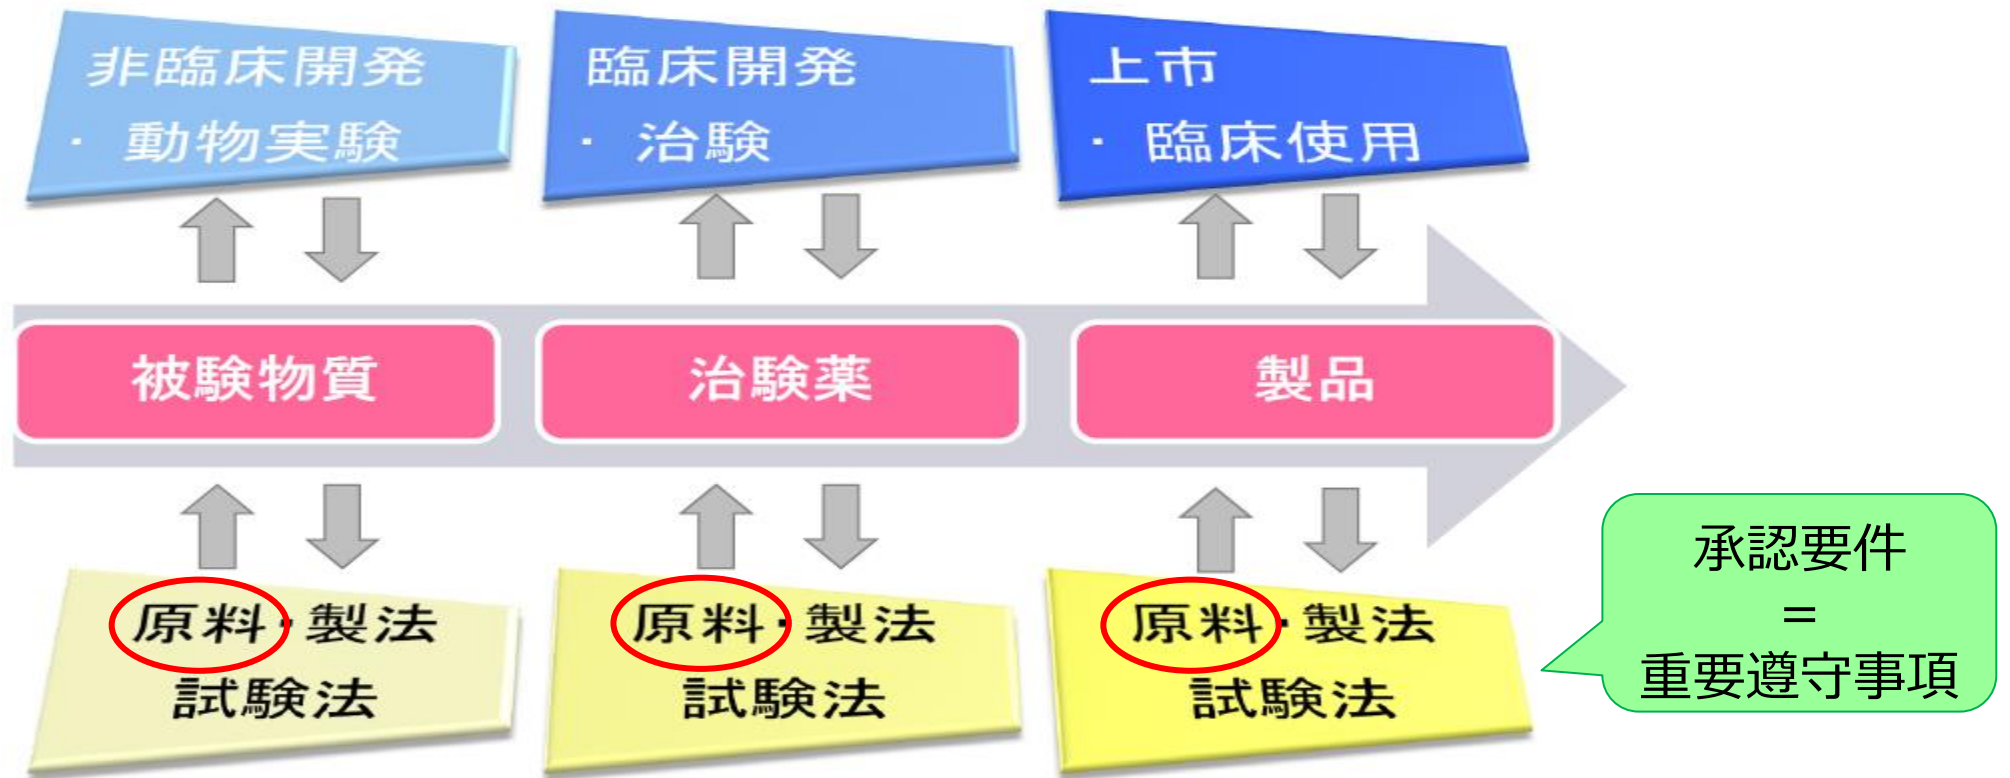 非臨床開発
・ 動物実験
臨床開発
・ 治験
上市
・ 臨床使用
被験物質
治験薬
製品
原料・製法
試験法
原料・製法
試験法
原料・製法
試験法
承認要件
=
重要遵守事項